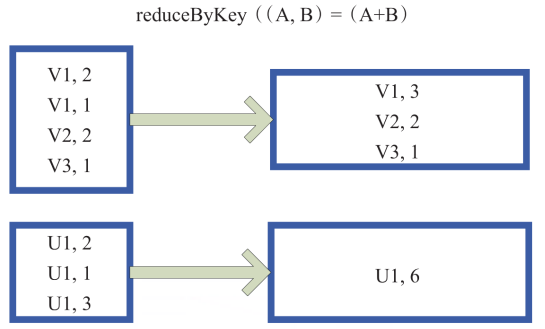 reduceByKey（(A, B) = (A+B)
V1, 2
V1, 1
V2, 2
V3, 1
V1, 3
V2, 2
V3, 1
U1, 2
U1, 1
U1, 3
U1, 6